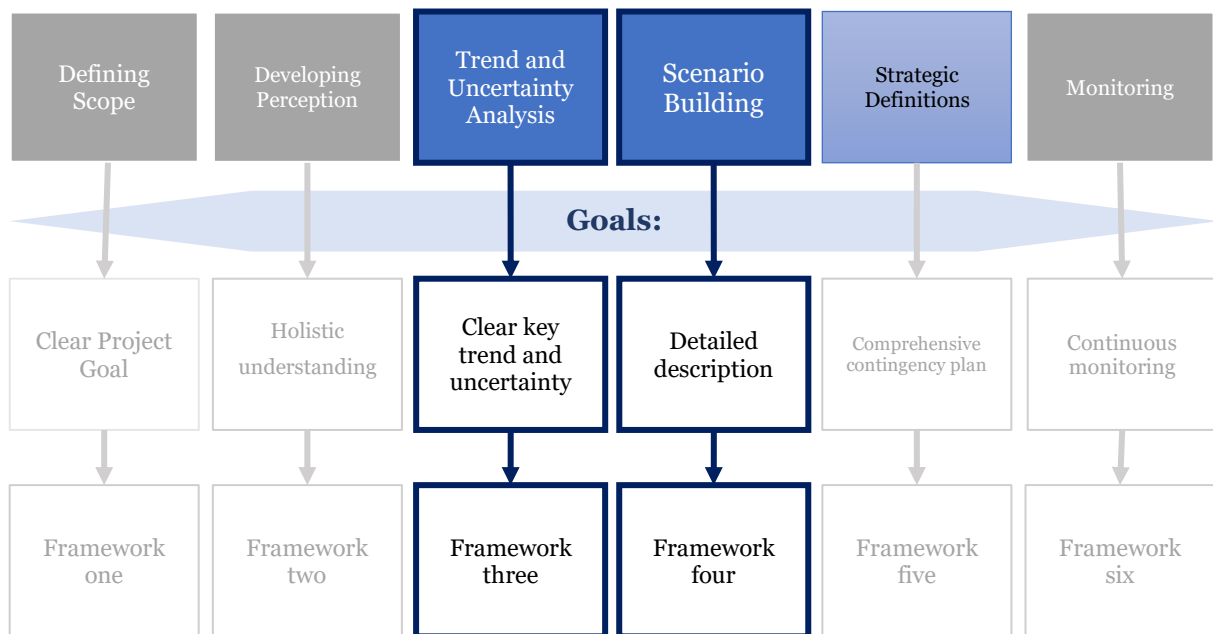 Defining
Scope
Developing
Perception
Trend and
Uncertainty
Analysis
Scenario
Building
Strategic
Definitions
Monitoring
Goals:
Clear Project
Goal
Holistic
understanding
Clear key
trend and
uncertainty
Detailed
description
Comprehensive
contingency plan
Continuous
monitoring
Framework
one
Framework
two
Framework
three
Framework
four
Framework
five
Framework
six